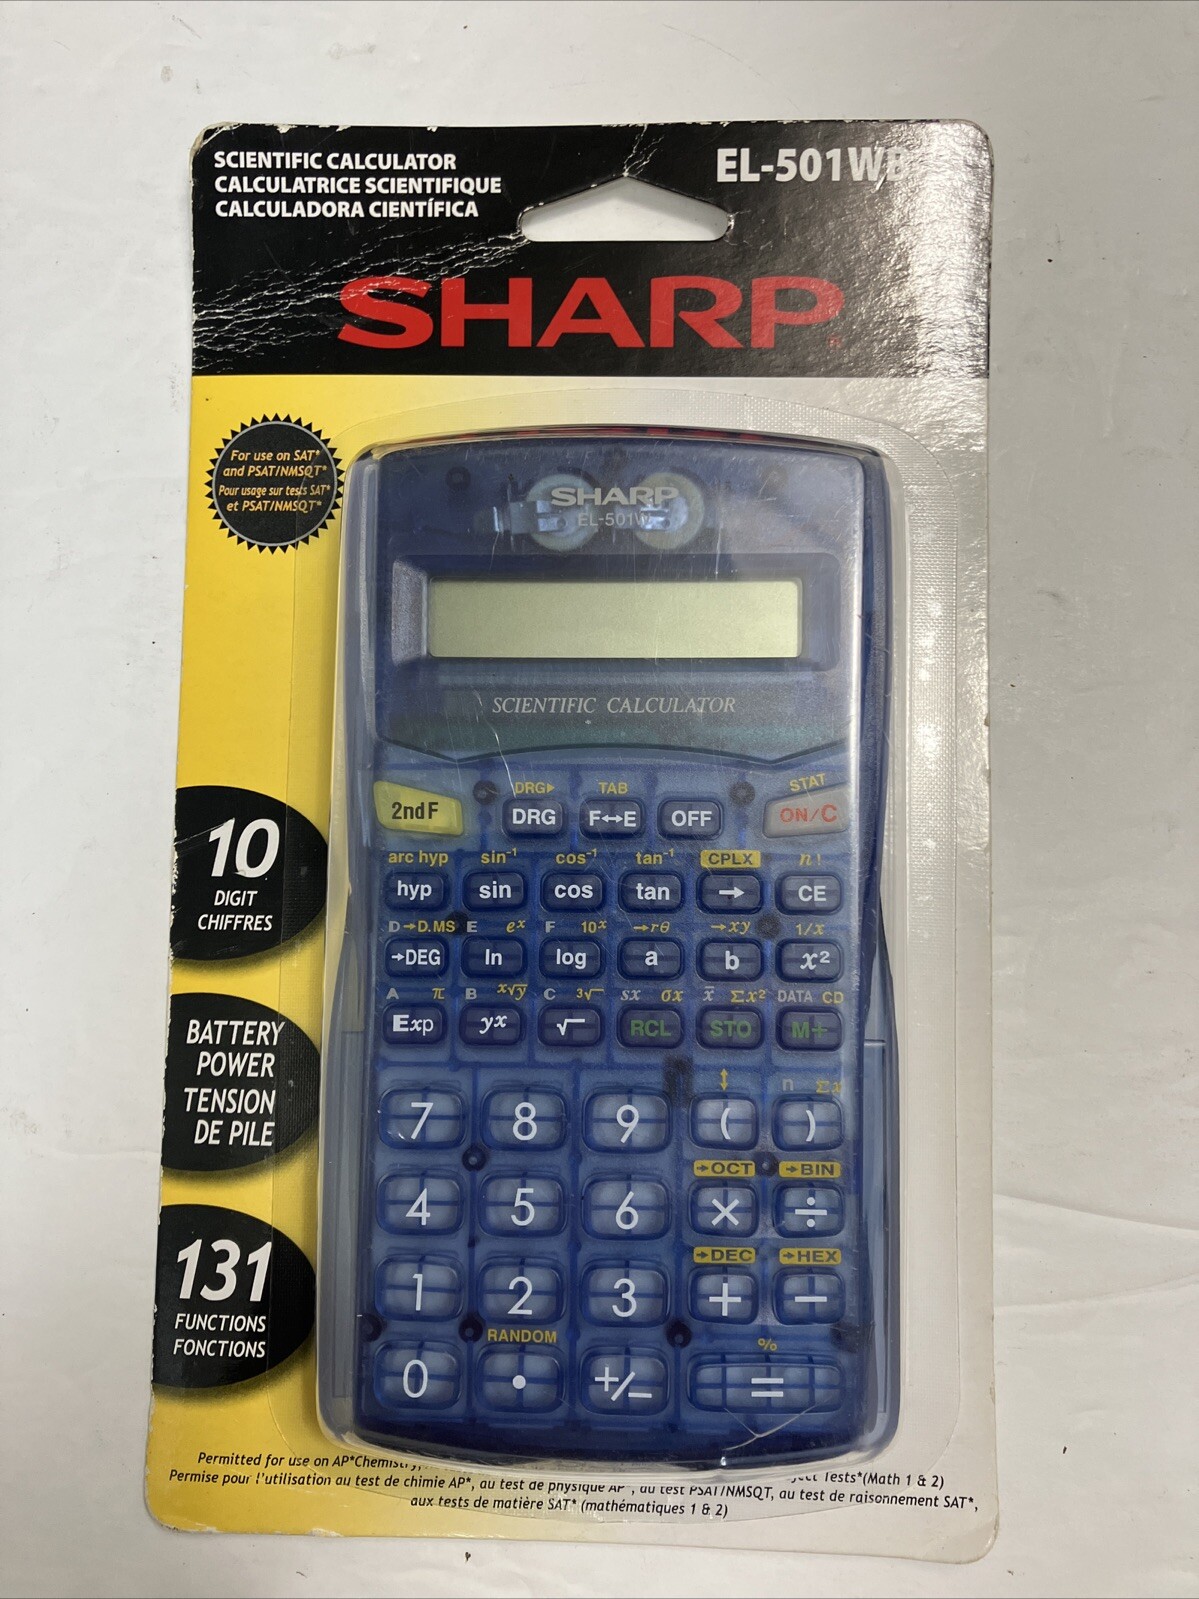 SCIENTIFIC CALCULATOR
CALCULATRICE SCIENTIFIQUE
CALCULADORA CIENTÍFICA
EL-501WB
SHARP
For use on SAT*
and PSAT/NMSQT*
Pour usage sur tests SAT*
et PSAT/NMSQT*
SHARP
EL-501W
SCIENTIFIC CALCULATOR
10
DIGIT
CHIFFRES
BATTERY
POWER
TENSION
DE PILE
131
FUNCTIONS
FONCTIONS
DRG▸ TAB STAT
2ndF DRG F↔E OFF ON/C
arc hyp sin⁻¹ cos⁻¹ tan⁻¹ CPLX n!
hyp sin cos tan → CE
D→D.MS E eˣ F 10ˣ →rθ →xy 1/x
→DEG ln log a b x²
A π B ˣ√y C ³√ sx σx x̄ Σx² DATA CD
Exp yˣ √ RCL STO M+
↕ n Σx
7 8 9 ( )
→OCT →BIN
4 5 6 × ÷
→DEC →HEX
1 2 3 + −
RANDOM %
0 • +/− =
Permitted for use on AP*Chemistry, Tests*(Math 1 & 2)
Permise pour l'utilisation au test de chimie AP*, au test de physique AP*, au test PSAT/NMSQT, au test de raisonnement SAT*,
aux tests de matière SAT* (mathématiques 1 & 2)